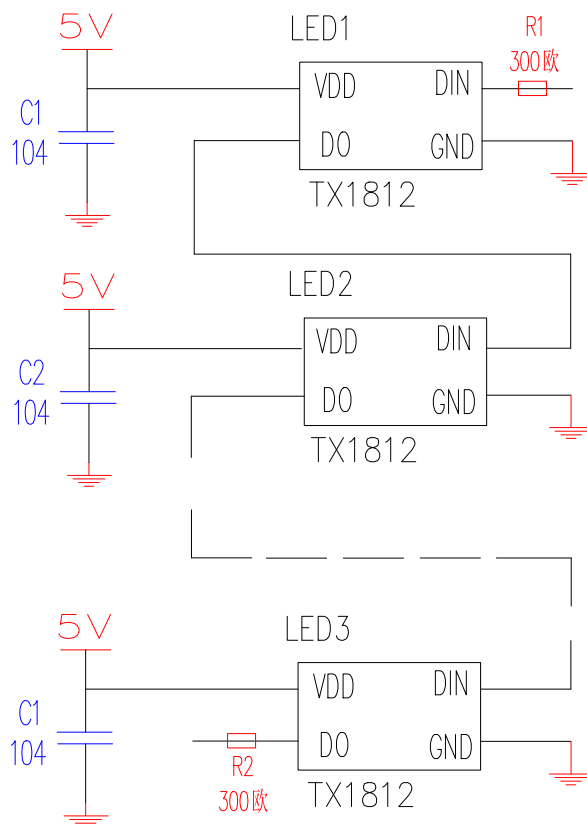 5V
LED1
R1
300欧
VDD
DIN
C1
104
DO
GND
TX1812
5V
LED2
VDD
DIN
C2
104
DO
GND
TX1812
5V
LED3
VDD
DIN
C1
104
DO
GND
R2
300欧
TX1812